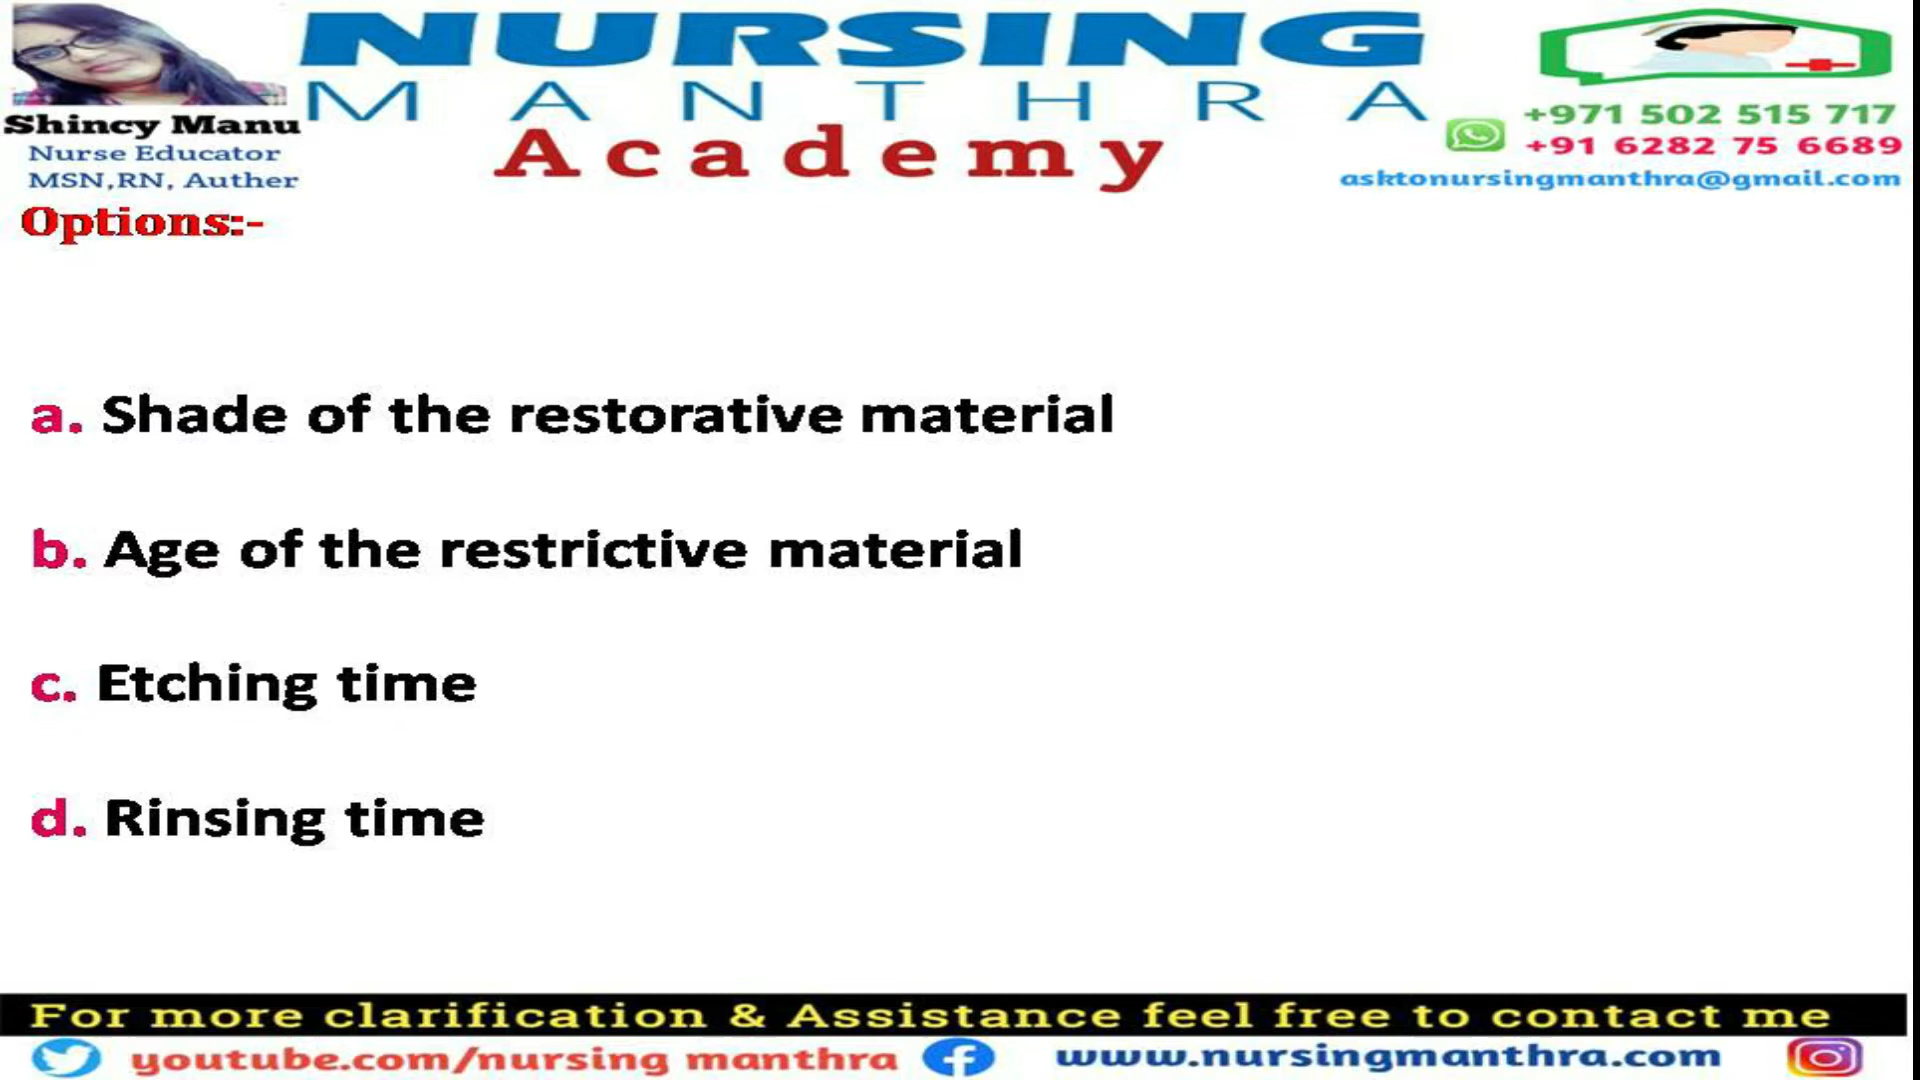 NURSING
MANTHRA
Academy
Shincy Manu
Nurse Educator
MSN,RN, Auther
+971 502 515 717
+91 6282 75 6689
asktonursingmanthra@gmail.com
Options:-
a. Shade of the restorative material
b. Age of the restrictive material
c. Etching time
d. Rinsing time
For more clarification & Assistance feel free to contact me
youtube.com/nursing manthra
www.nursingmanthra.com